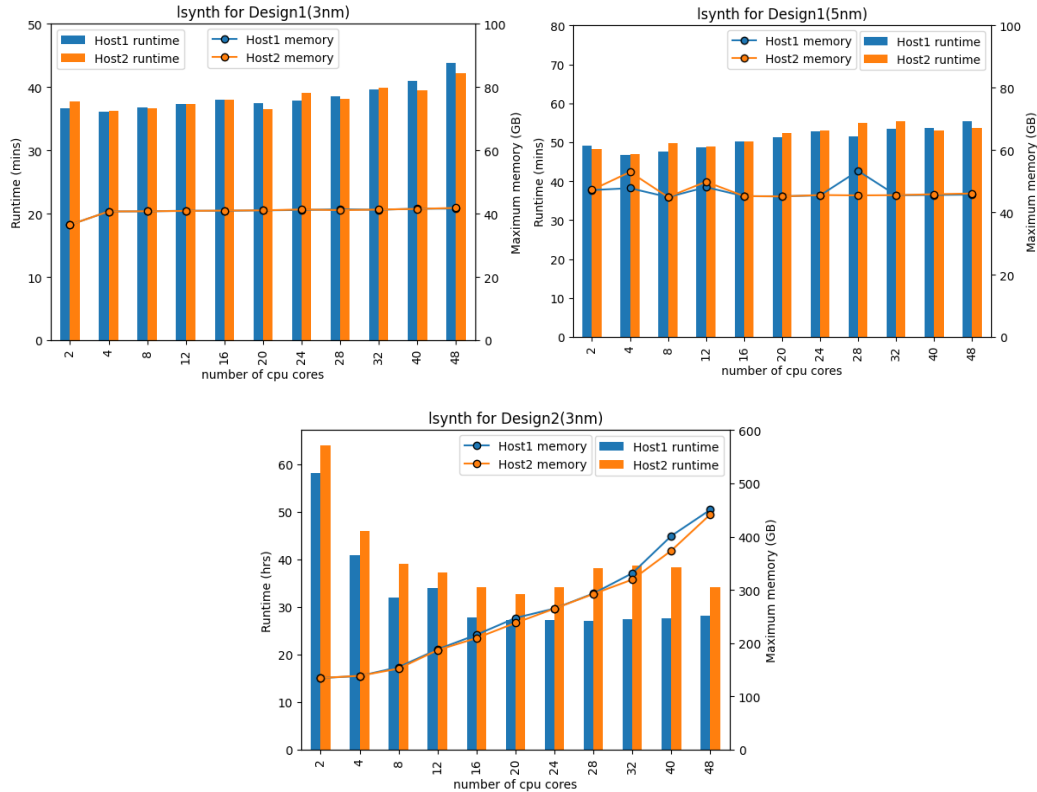 lsynth for Design1(3nm)
Host1 runtime
Host2 runtime
Host1 memory
Host2 memory
Runtime (mins)
0
10
20
30
40
50
Maximum memory (GB)
0
20
40
60
80
100
2 4 8 12 16 20 24 28 32 40 48
number of cpu cores
lsynth for Design1(5nm)
Host1 memory
Host2 memory
Host1 runtime
Host2 runtime
Runtime (mins)
0
10
20
30
40
50
60
70
80
Maximum memory (GB)
0
20
40
60
80
100
2 4 8 12 16 20 24 28 32 40 48
number of cpu cores
lsynth for Design2(3nm)
Host1 memory
Host2 memory
Host1 runtime
Host2 runtime
Runtime (hrs)
0
10
20
30
40
50
60
Maximum memory (GB)
0
100
200
300
400
500
600
2 4 8 12 16 20 24 28 32 40 48
number of cpu cores